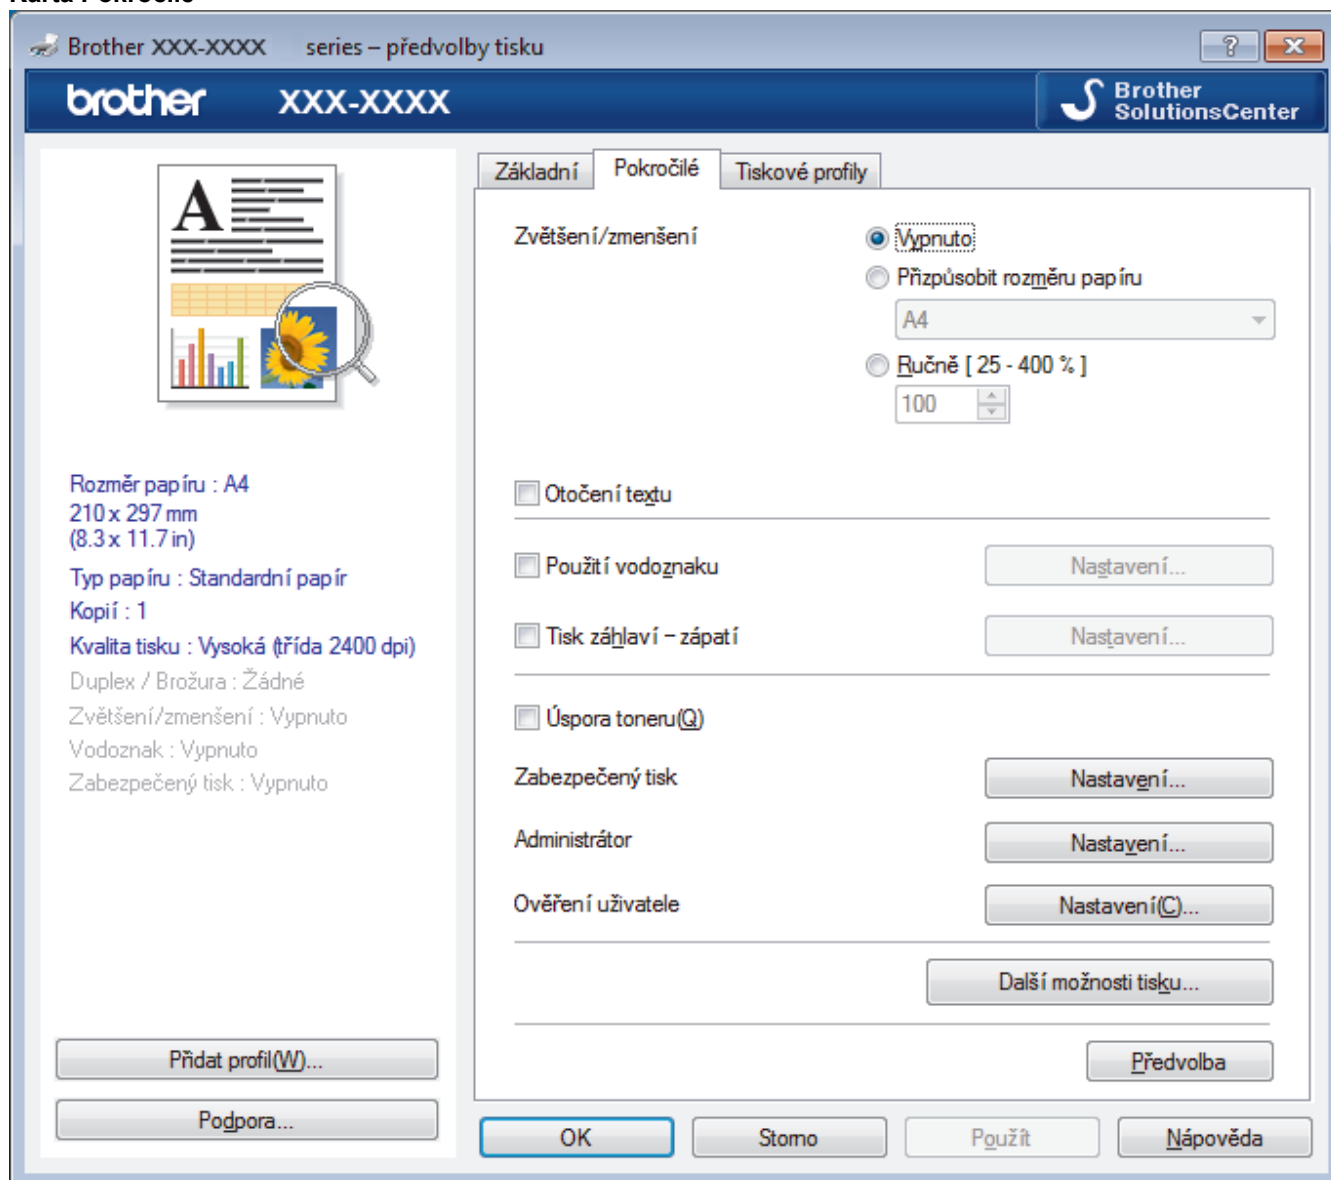 Karta Pokročilé
Brother XXX-XXXX series – předvolby tisku
brother XXX-XXXX
Brother
SolutionsCenter
A
Rozměr papíru : A4
210 x 297 mm
(8.3 x 11.7 in)
Typ papíru : Standardní papír
Kopií : 1
Kvalita tisku : Vysoká (třída 2400 dpi)
Duplex / Brožura : Žádné
Zvětšení/zmenšení : Vypnuto
Vodoznak : Vypnuto
Zabezpečený tisk : Vypnuto
Přidat profil(W)...
Podpora...
Základní Pokročilé Tiskové profily
Zvětšení/zmenšení
Vypnuto
Přizpůsobit rozměru papíru
A4
Ručně [ 25 - 400 % ]
100
Otočení textu
Použití vodoznaku Nastavení...
Tisk záhlaví – zápatí Nastavení...
Úspora toneru(Q)
Zabezpečený tisk Nastavení...
Administrátor Nastavení...
Ověření uživatele Nastavení(C)...
Další možnosti tisku...
Předvolba
OK Storno Použít Nápověda